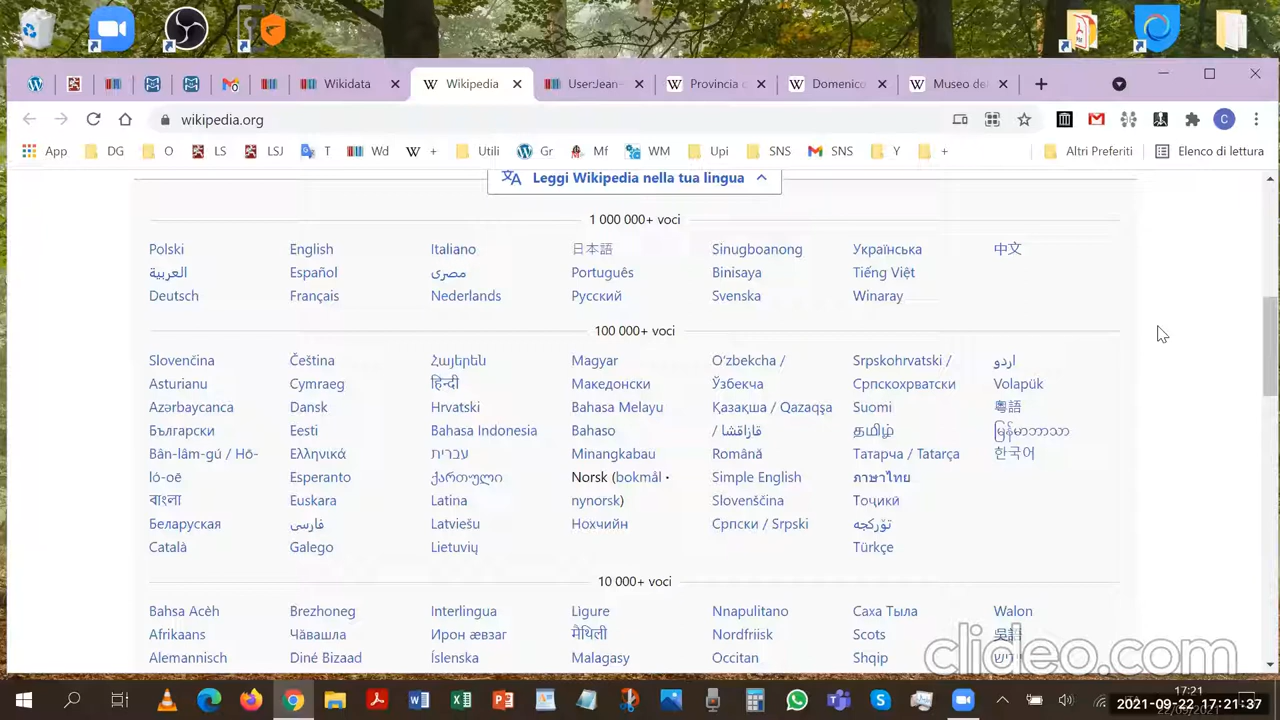 Wikidata
Wikipedia
User:Jean-
Provincia c
Domenico
Museo de
wikipedia.org
C
App
DG
O
LS
LSJ
T
Wd
+
Utili
Gr
Mf
WM
Upi
SNS
SNS
Y
+
Altri Preferiti
Elenco di lettura
Leggi Wikipedia nella tua lingua
1 000 000+ voci
Polski
English
Italiano
日本語
Sinugboanong
Українська
中文
العربية
Español
مصرى
Português
Binisaya
Tiếng Việt
Deutsch
Français
Nederlands
Русский
Svenska
Winaray
100 000+ voci
Slovenčina
Čeština
Հայերեն
Magyar
Oʻzbekcha /
Srpskohrvatski /
اردو
Asturianu
Cymraeg
हिन्दी
Македонски
Ўзбекча
Српскохрватски
Volapük
Azərbaycanca
Dansk
Hrvatski
Bahasa Melayu
Қазақша / Qazaqşa
Suomi
粵語
Български
Eesti
Bahasa Indonesia
Bahaso
/ قازاقشا
தமிழ்
မြန်မာဘာသာ
Bân-lâm-gú / Hō-
Ελληνικά
עברית
Minangkabau
Română
Татарча / Tatarça
한국어
ló-oē
Esperanto
ქართული
Norsk (bokmål •
Simple English
ภาษาไทย
বাংলা
Euskara
Latina
nynorsk)
Slovenščina
Тоҷикӣ
Беларуская
فارسی
Latviešu
Нохчийн
Српски / Srpski
تۆرکجه
Català
Galego
Lietuvių
Türkçe
10 000+ voci
Bahsa Acèh
Brezhoneg
Interlingua
Ligure
Nnapulitano
Саха Тыла
Walon
Afrikaans
Чӑвашла
Ирон æвзаг
मैथिली
Nordfriisk
Scots
吳語
Alemannisch
Diné Bizaad
Íslenska
Malagasy
Occitan
Shqip
ייִדיש
clideo.com
17:21
2021-09-22 17:21:37